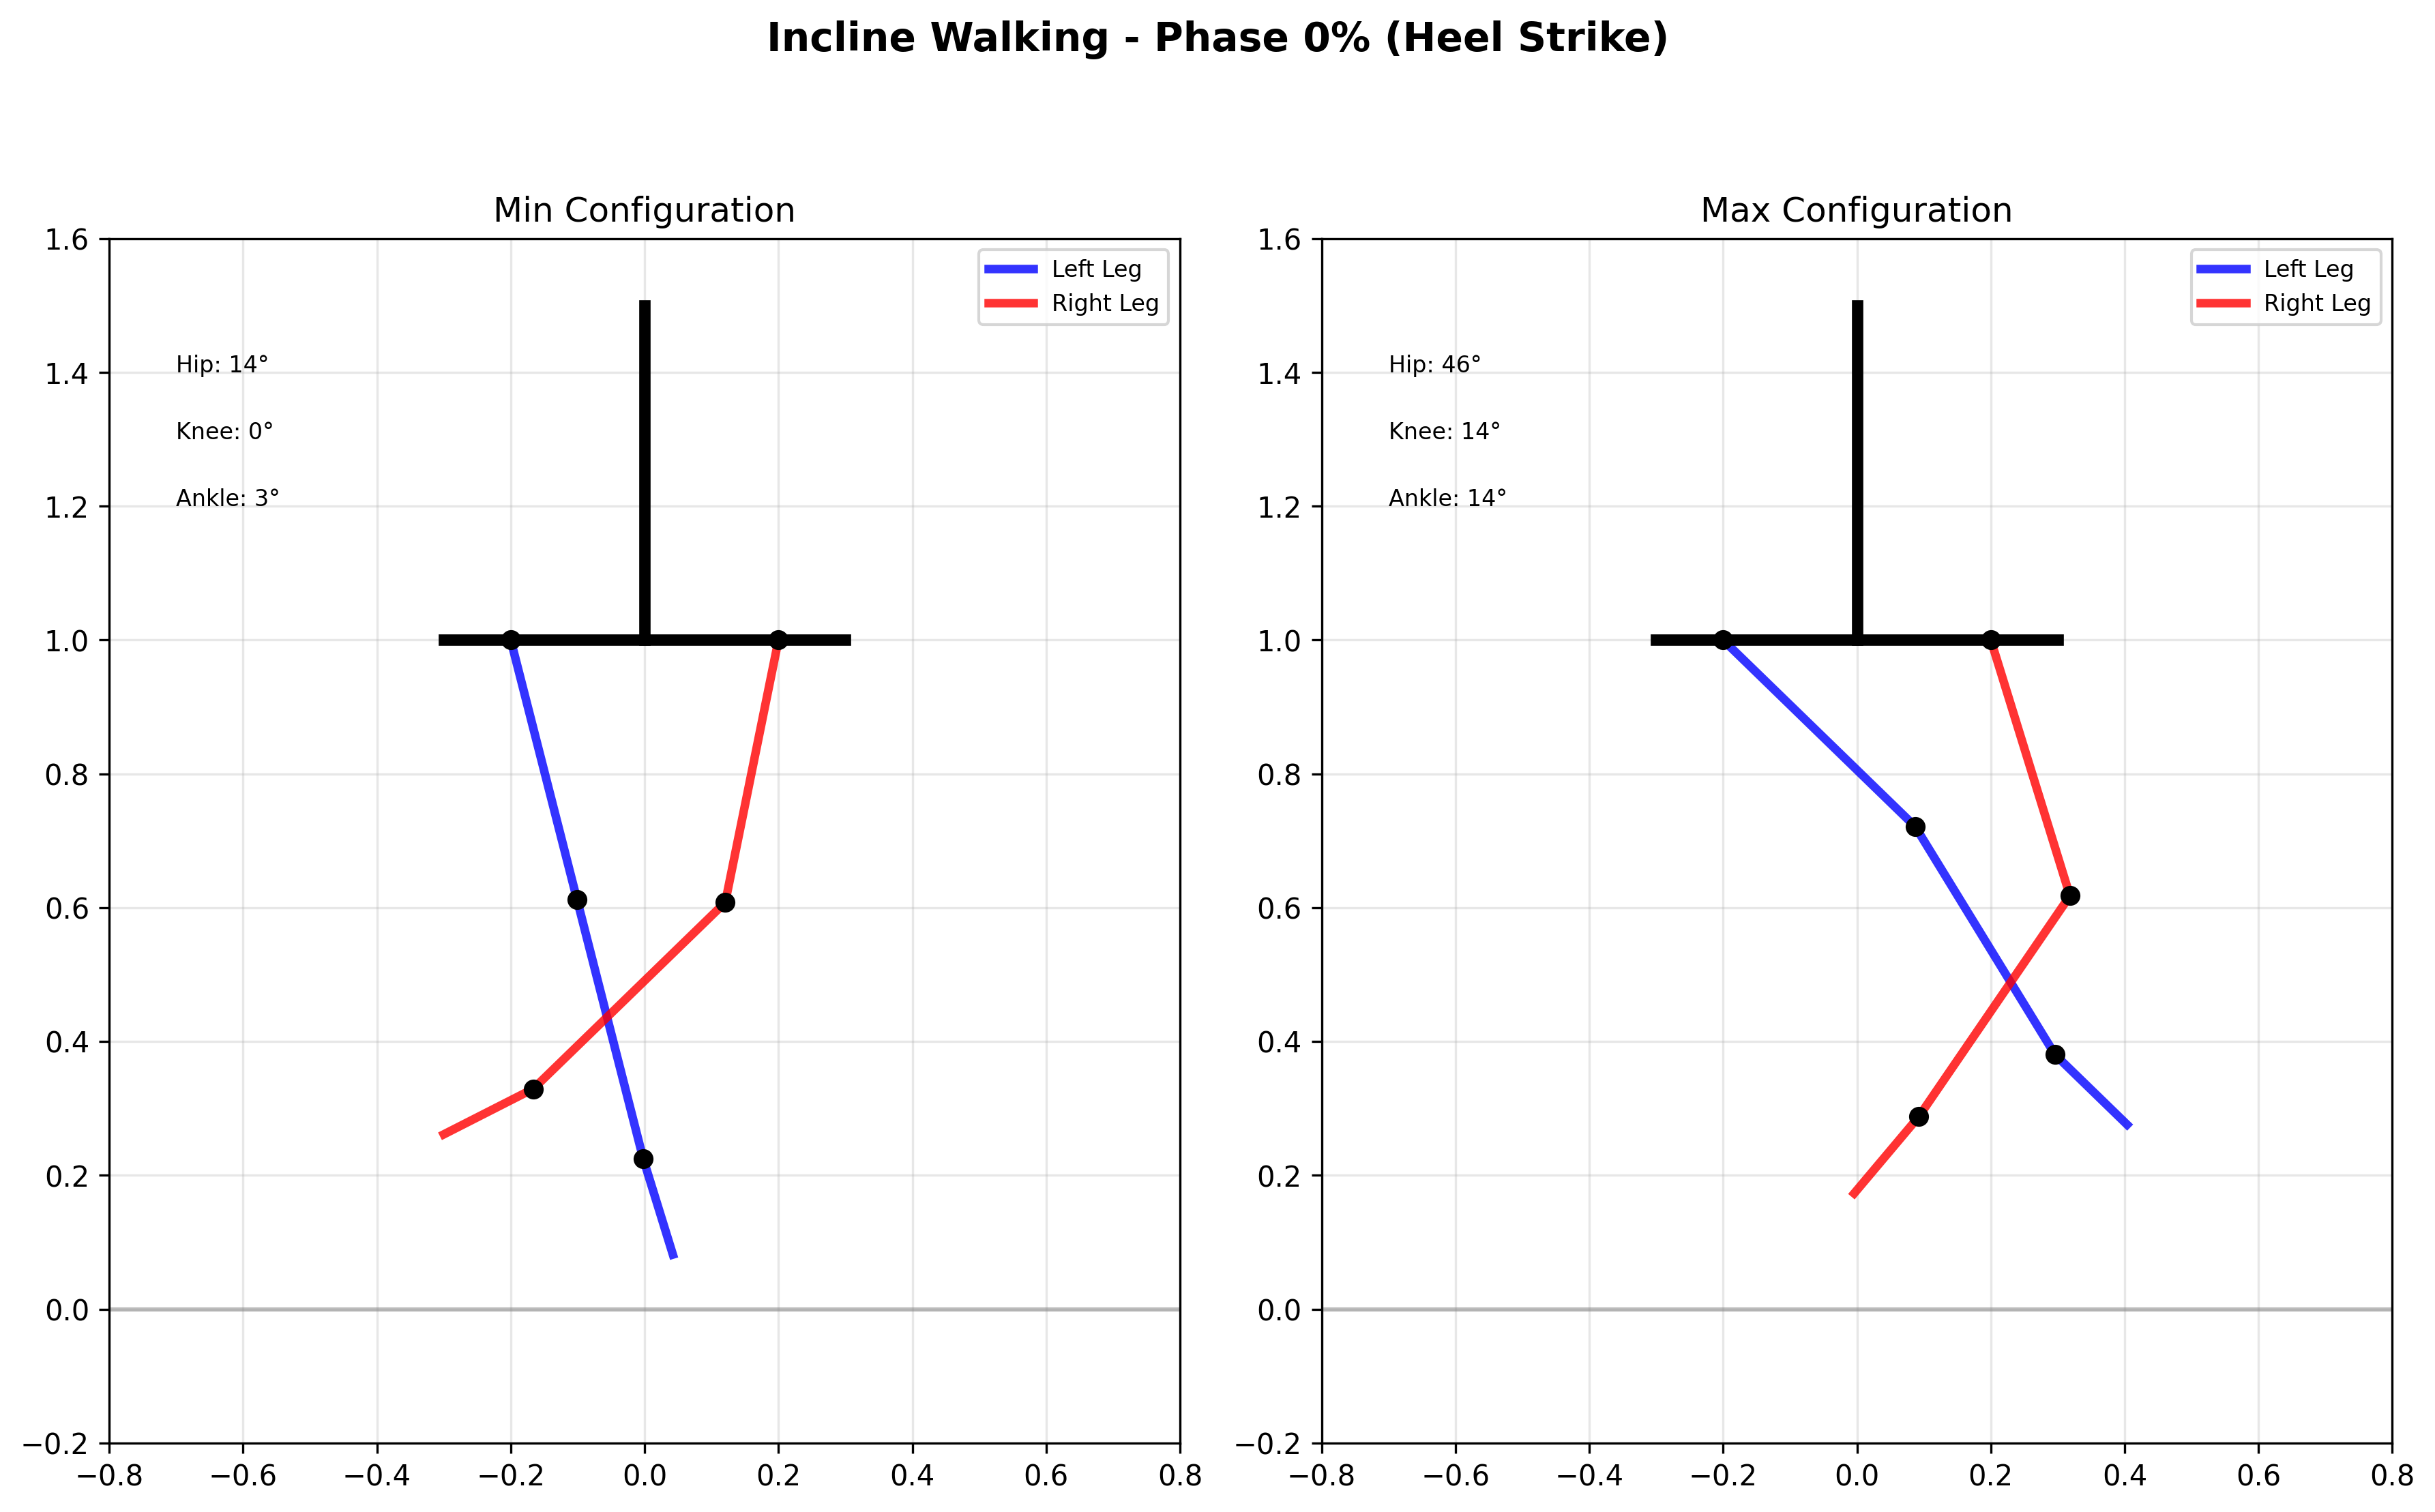 Incline Walking - Phase 0% (Heel Strike)
Min Configuration
Left Leg
Right Leg
Hip: 14°
Knee: 0°
Ankle: 3°
1.6
1.4
1.2
1.0
0.8
0.6
0.4
0.2
0.0
−0.2
−0.8
−0.6
−0.4
−0.2
0.0
0.2
0.4
0.6
0.8
Max Configuration
Left Leg
Right Leg
Hip: 46°
Knee: 14°
Ankle: 14°
1.6
1.4
1.2
1.0
0.8
0.6
0.4
0.2
0.0
−0.2
−0.8
−0.6
−0.4
−0.2
0.0
0.2
0.4
0.6
0.8